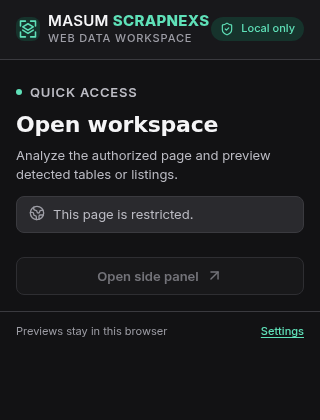 MASUM SCRAPNEXS
WEB DATA WORKSPACE
Local only
QUICK ACCESS
Open workspace
Analyze the authorized page and preview
detected tables or listings.
This page is restricted.
Open side panel
Previews stay in this browser
Settings